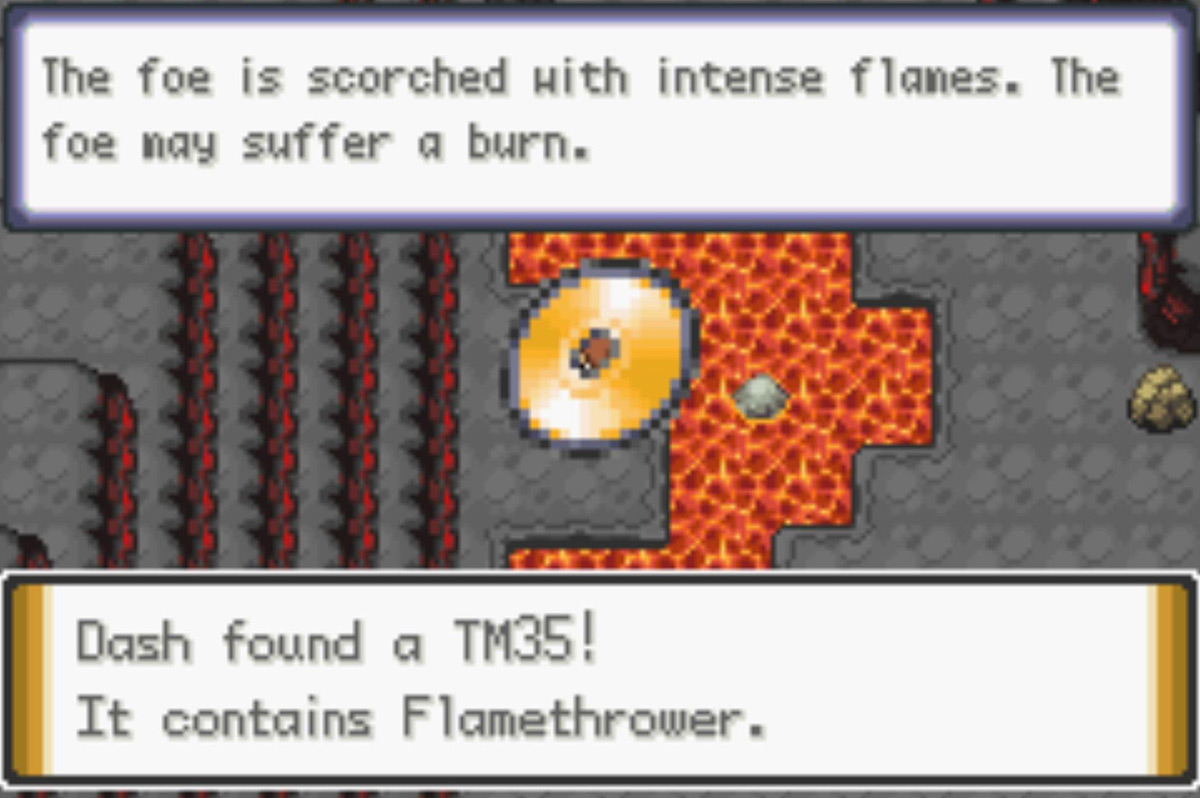 The foe is scorched with intense flames. The
foe may suffer a burn.
Dash found a TM35!
It contains Flamethrower.